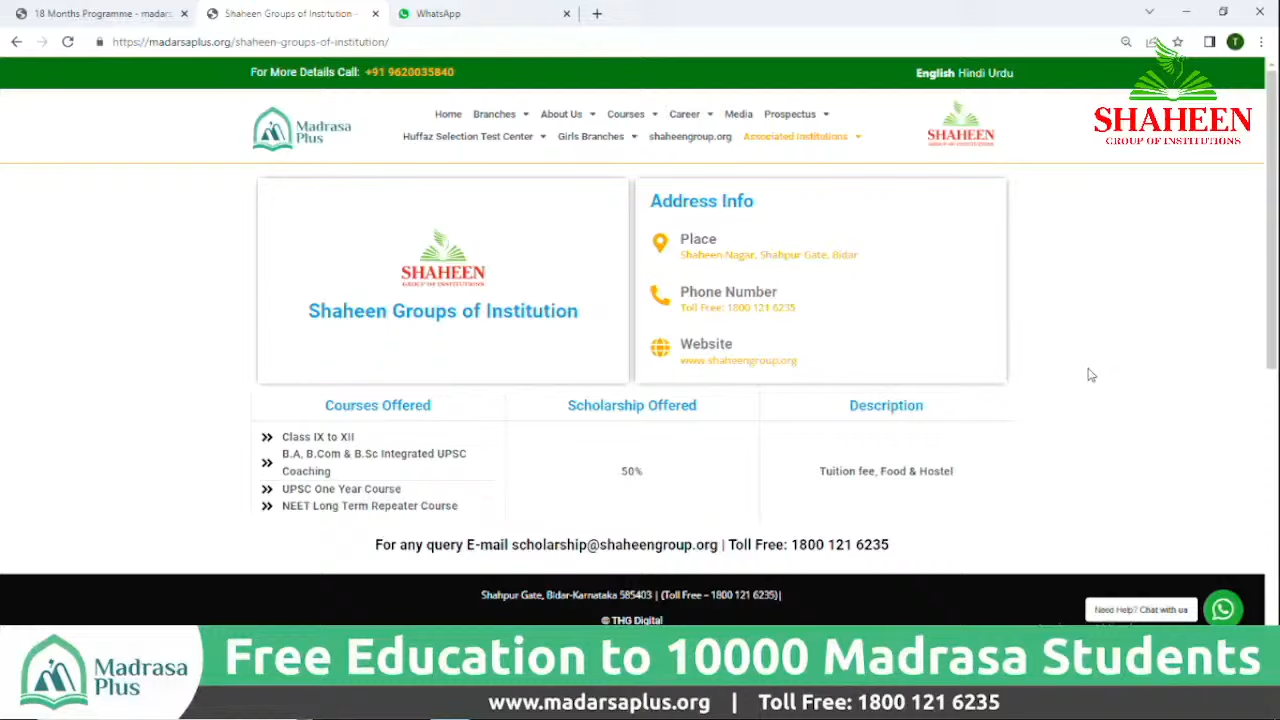 18 Months Programme - madars
Shaheen Groups of Institution -
WhatsApp
https://madarsaplus.org/shaheen-groups-of-institution/
T
For More Details Call: +91 9620035840
English Hindi Urdu
Madrasa
Plus
Home Branches About Us Courses Career Media Prospectus
Huffaz Selection Test Center Girls Branches shaheengroup.org Associated Institutions
SHAHEEN
GROUP OF INSTITUTIONS
SHAHEEN
GROUP OF INSTITUTIONS
SHAHEEN
GROUP OF INSTITUTIONS
Shaheen Groups of Institution
Address Info
Place
Shaheen Nagar, Shahpur Gate, Bidar
Phone Number
Toll Free: 1800 121 6235
Website
www.shaheengroup.org
Courses Offered Scholarship Offered Description
Class IX to XII
B.A, B.Com & B.Sc Integrated UPSC
Coaching
UPSC One Year Course
NEET Long Term Repeater Course
50%
Tuition fee, Food & Hostel
For any query E-mail scholarship@shaheengroup.org | Toll Free: 1800 121 6235
Shahpur Gate, Bidar-Karnataka 585403 | (Toll Free – 1800 121 6235)|
© THG Digital
Need Help? Chat with us
Madrasa
Plus
Free Education to 10000 Madrasa Students
www.madarsaplus.org | Toll Free: 1800 121 6235